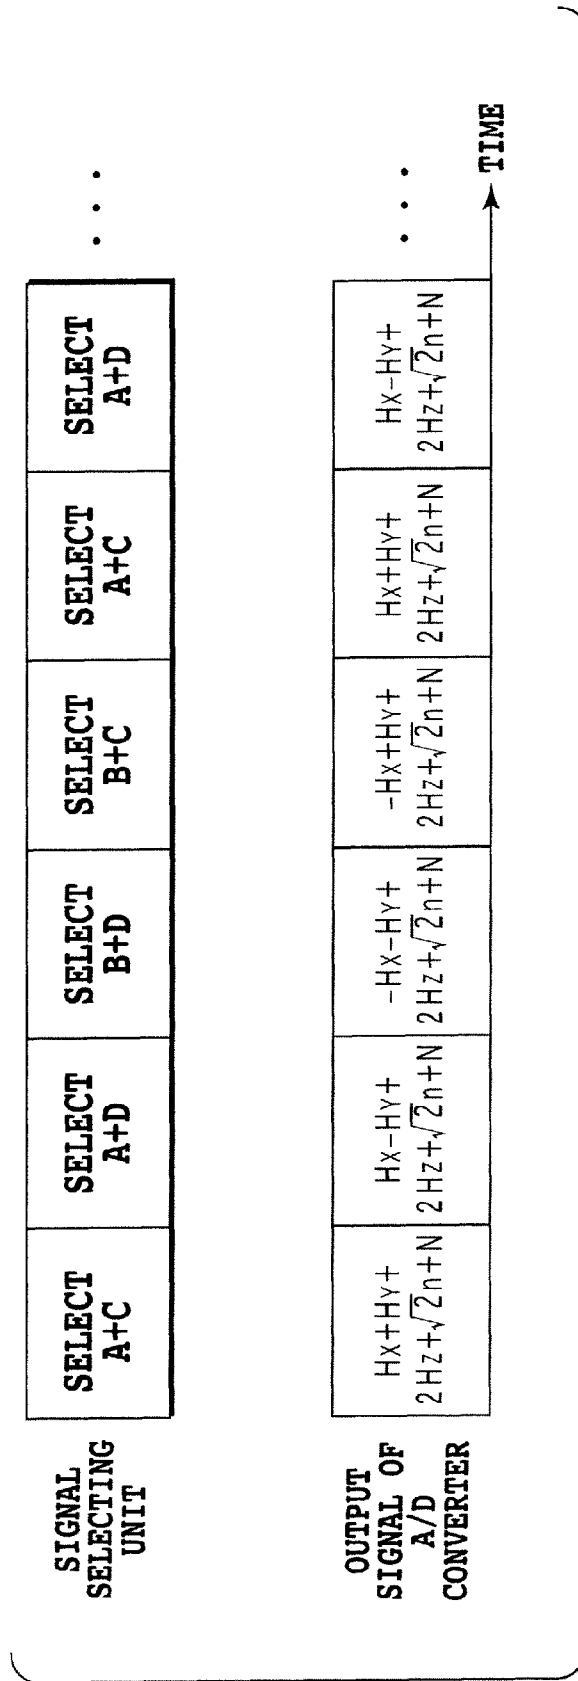 SIGNAL
SELECTING
UNIT
SELECT
A+C
SELECT
A+D
SELECT
B+D
SELECT
B+C
SELECT
A+C
SELECT
A+D
...
OUTPUT
SIGNAL OF
A/D
CONVERTER
Hx+Hy+
2Hz+√2n+N
Hx-Hy+
2Hz+√2n+N
-Hx-Hy+
2Hz+√2n+N
-Hx+Hy+
2Hz+√2n+N
Hx+Hy+
2Hz+√2n+N
Hx-Hy+
2Hz+√2n+N
...
TIME